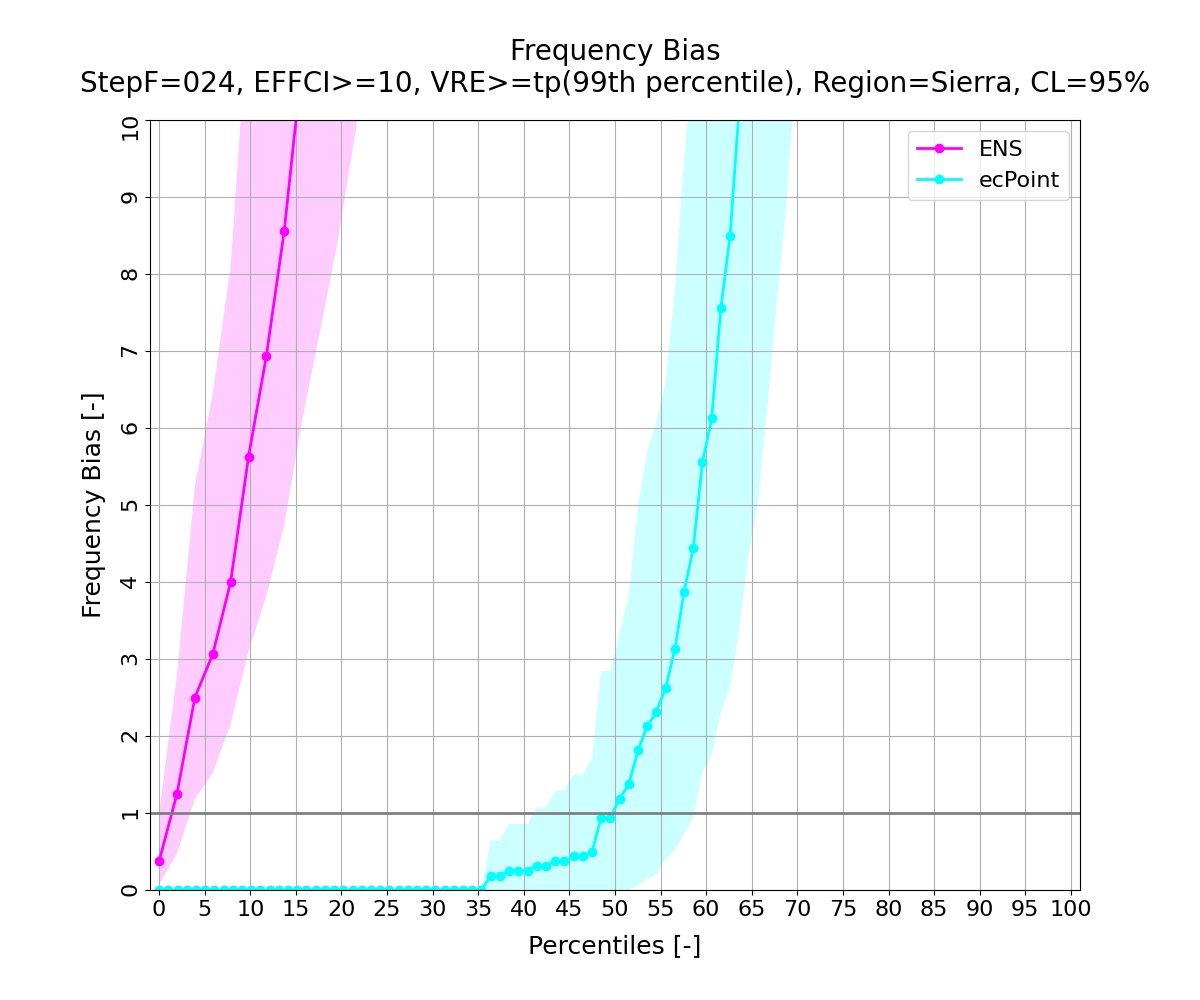 Frequency Bias
StepF=024, EFFCI>=10, VRE>=tp(99th percentile), Region=Sierra, CL=95%
10
9
8
7
6
5
4
3
2
1
0
Frequency Bias [-]
ENS
ecPoint
0 5 10 15 20 25 30 35 40 45 50 55 60 65 70 75 80 85 90 95 100
Percentiles [-]